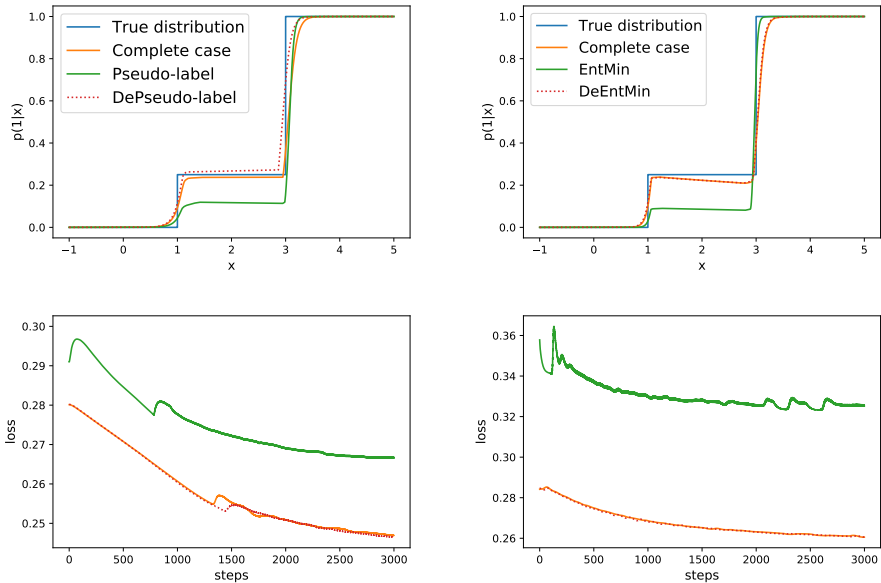 True distribution
Complete case
Pseudo-label
DePseudo-label
p(1|x)
1.0
0.8
0.6
0.4
0.2
0.0
−1 0 1 2 3 4 5
x
True distribution
Complete case
EntMin
DeEntMin
p(1|x)
1.0
0.8
0.6
0.4
0.2
0.0
−1 0 1 2 3 4 5
x
loss
0.30
0.29
0.28
0.27
0.26
0.25
0 500 1000 1500 2000 2500 3000
steps
loss
0.36
0.34
0.32
0.30
0.28
0.26
0 500 1000 1500 2000 2500 3000
steps